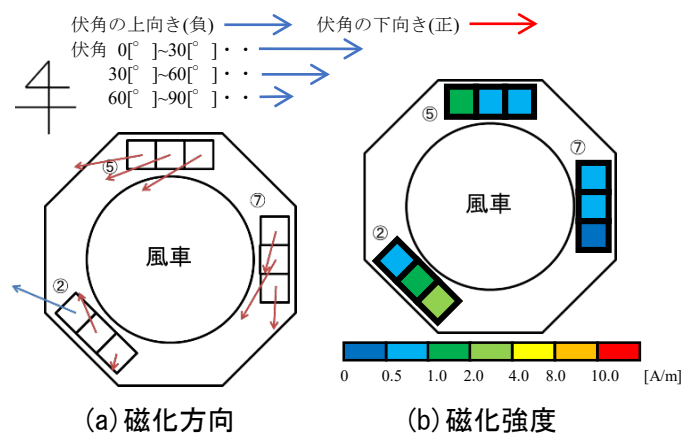 伏角の上向き(負) 伏角の下向き(正)
伏角 0[°]~30[°]・・
30[°]~60[°]・・
60[°]~90[°]・・
⑤
⑦
②
風車
⑤
⑦
②
風車
0 0.5 1.0 2.0 4.0 8.0 10.0 [A/m]
(a)磁化方向
(b)磁化強度